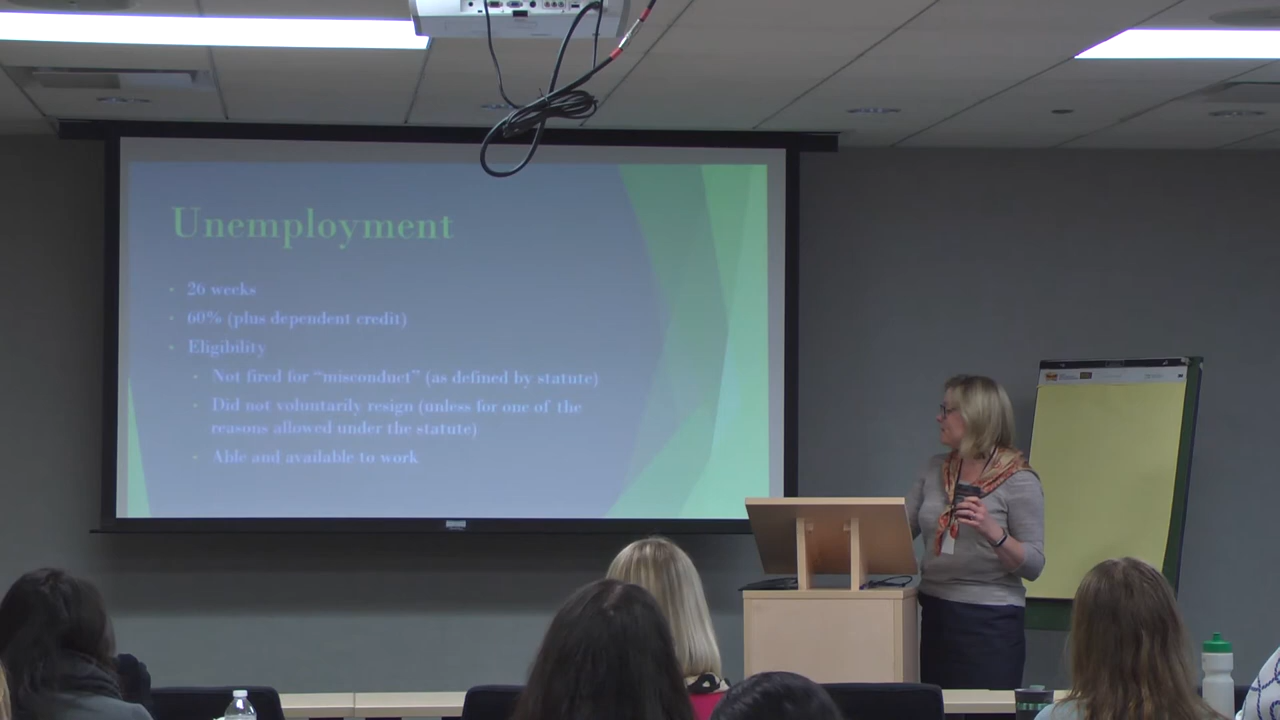 Unemployment
26 weeks
60% (plus dependent credit)
Eligibility
Not fired for “misconduct” (as defined by statute)
Did not voluntarily resign (unless for one of the
reasons allowed under the statute)
Able and available to work